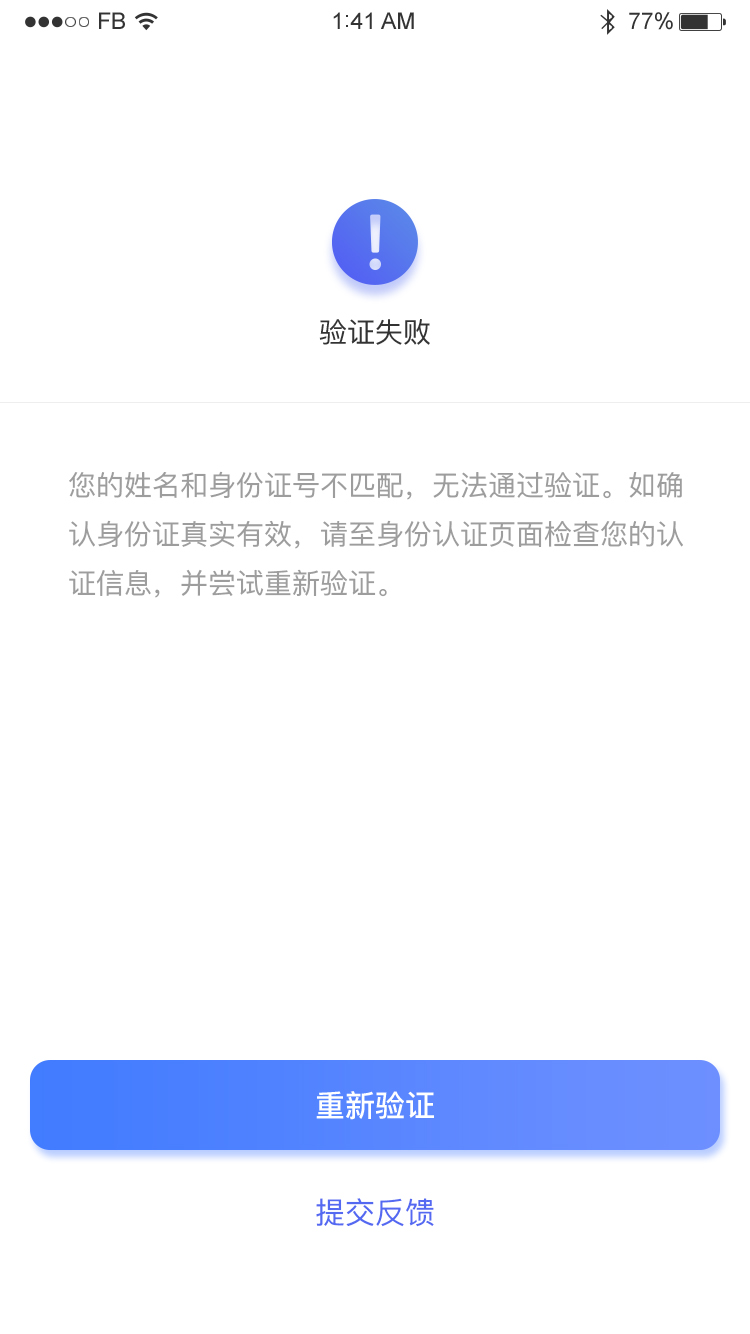 FB 1:41 AM 77%
验证失败
您的姓名和身份证号不匹配，无法通过验证。如确
认身份证真实有效，请至身份认证页面检查您的认
证信息，并尝试重新验证。
重新验证
提交反馈